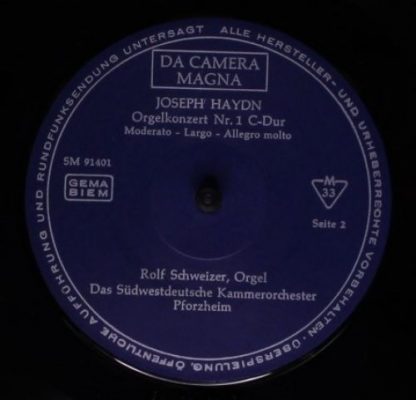 ALLE HERSTELLER- UND URHEBERRECHTE VORBEHALTEN · ÜBERSPIELUNG, ÖFFENTLICHE AUFFÜHRUNG UND RUNDFUNKSENDUNG UNTERSAGT
DA CAMERA
MAGNA
JOSEPH HAYDN
Orgelkonzert Nr. 1 C-Dur
Moderato - Largo - Allegro molto
SM 91401
GEMA
BIEM
M
33
Seite 2
Rolf Schweizer, Orgel
Das Südwestdeutsche Kammerorchester
Pforzheim